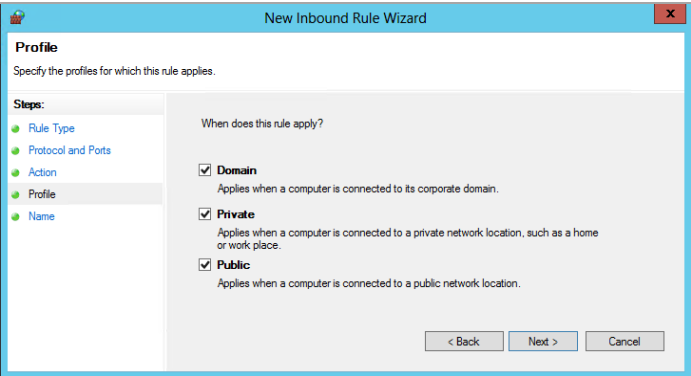 New Inbound Rule Wizard
x
Profile
Specify the profiles for which this rule applies.
Steps:
Rule Type
Protocol and Ports
Action
Profile
Name
When does this rule apply?
Domain
Applies when a computer is connected to its corporate domain.
Private
Applies when a computer is connected to a private network location, such as a home
or work place.
Public
Applies when a computer is connected to a public network location.
< Back
Next >
Cancel